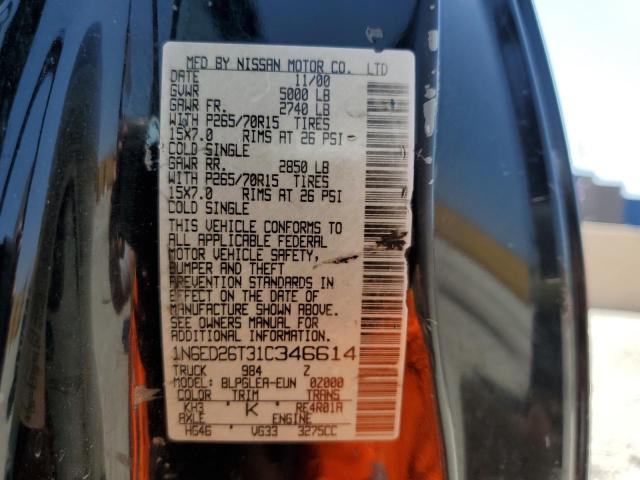 MFD BY NISSAN MOTOR CO. LTD
DATE 11/00
GVWR 5000 LB
GAWR FR. 2740 LB
WITH P265/70R15 TIRES
15X7.0 RIMS AT 26 PSI
COLD SINGLE
GAWR RR. 2850 LB
WITH P265/70R15 TIRES
15X7.0 RIMS AT 26 PSI
COLD SINGLE
THIS VEHICLE CONFORMS TO
ALL APPLICABLE FEDERAL
MOTOR VEHICLE SAFETY,
BUMPER AND THEFT
PREVENTION STANDARDS IN
EFFECT ON THE DATE OF
MANUFACTURE SHOWN ABOVE.
SEE OWNERS MANUAL FOR
ADDITIONAL INFORMATION
1N6ED26T31C346614
TRUCK 984 Z
MODEL: BLPGLEA-EUN 02000
COLOR TRIM TRANS
KH3 K RE4R01A
AXLE ENGINE
HG46 VG33 3275CC